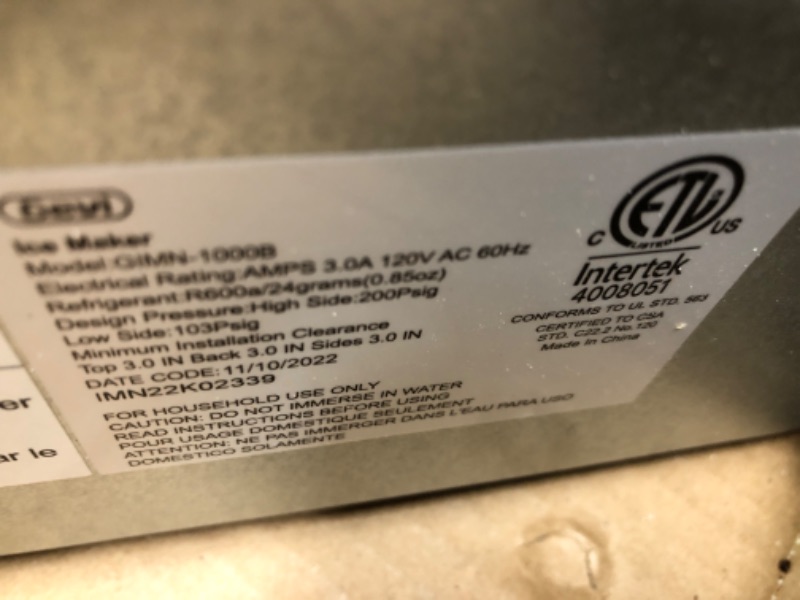 Gevi
Ice Maker
Model:GIMN-1000B
Electrical Rating:AMPS 3.0A 120V AC 60Hz
Refrigerant:R600a/24grams(0.85oz)
Design Pressure:High Side:200Psig
Low Side:103Psig
Minimum Installation Clearance
Top 3.0 IN Back 3.0 IN Sides 3.0 IN
DATE CODE:11/10/2022
IMN22K02339
FOR HOUSEHOLD USE ONLY
CAUTION: DO NOT IMMERSE IN WATER
READ INSTRUCTIONS BEFORE USING
POUR USAGE DOMESTIQUE SEULEMENT
ATTENTION: NE PAS IMMERGER DANS L'EAU PARA USO
DOMESTICO SOLAMENTE
ETL
C LISTED US
Intertek
4008051
CONFORMS TO UL STD. 563
CERTIFIED TO CSA
STD. C22.2 No.120
Made in China
er
ar le